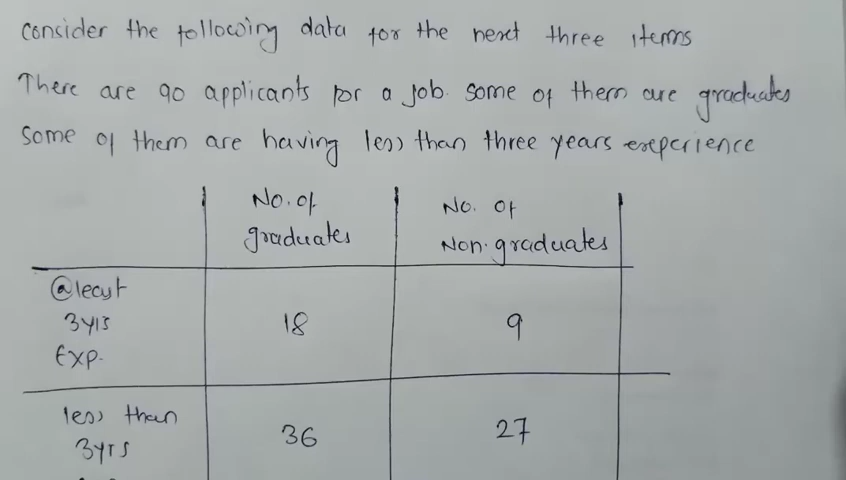 Consider the following data for the next three items
There are 90 applicants for a job. Some of them are graduates
Some of them are having less than three years experience
No. of graduates
No. of Non-graduates
@least 3yrs Exp.
18
9
less than 3yrs
36
27